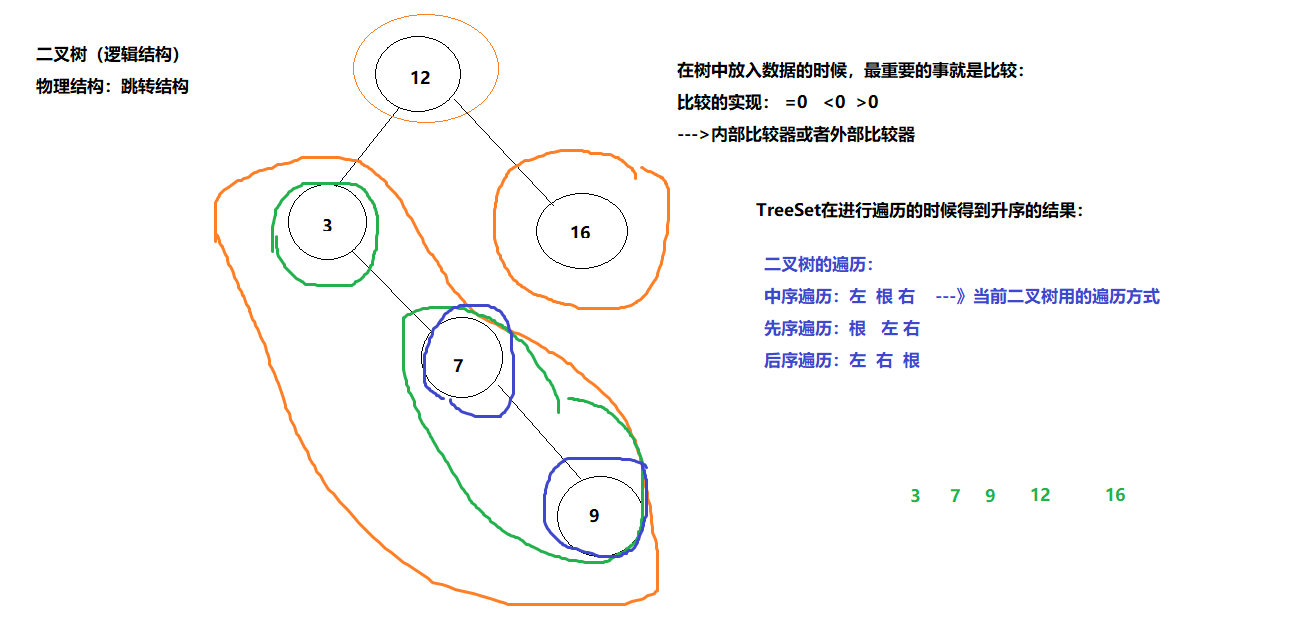 二叉树（逻辑结构）
物理结构：跳转结构
12
3
16
7
9
在树中放入数据的时候，最重要的事就是比较：
比较的实现： =0 <0 >0
--->内部比较器或者外部比较器
TreeSet在进行遍历的时候得到升序的结果：
二叉树的遍历：
中序遍历：左 根 右 ---》当前二叉树用的遍历方式
先序遍历：根 左 右
后序遍历：左 右 根
3 7 9 12 16